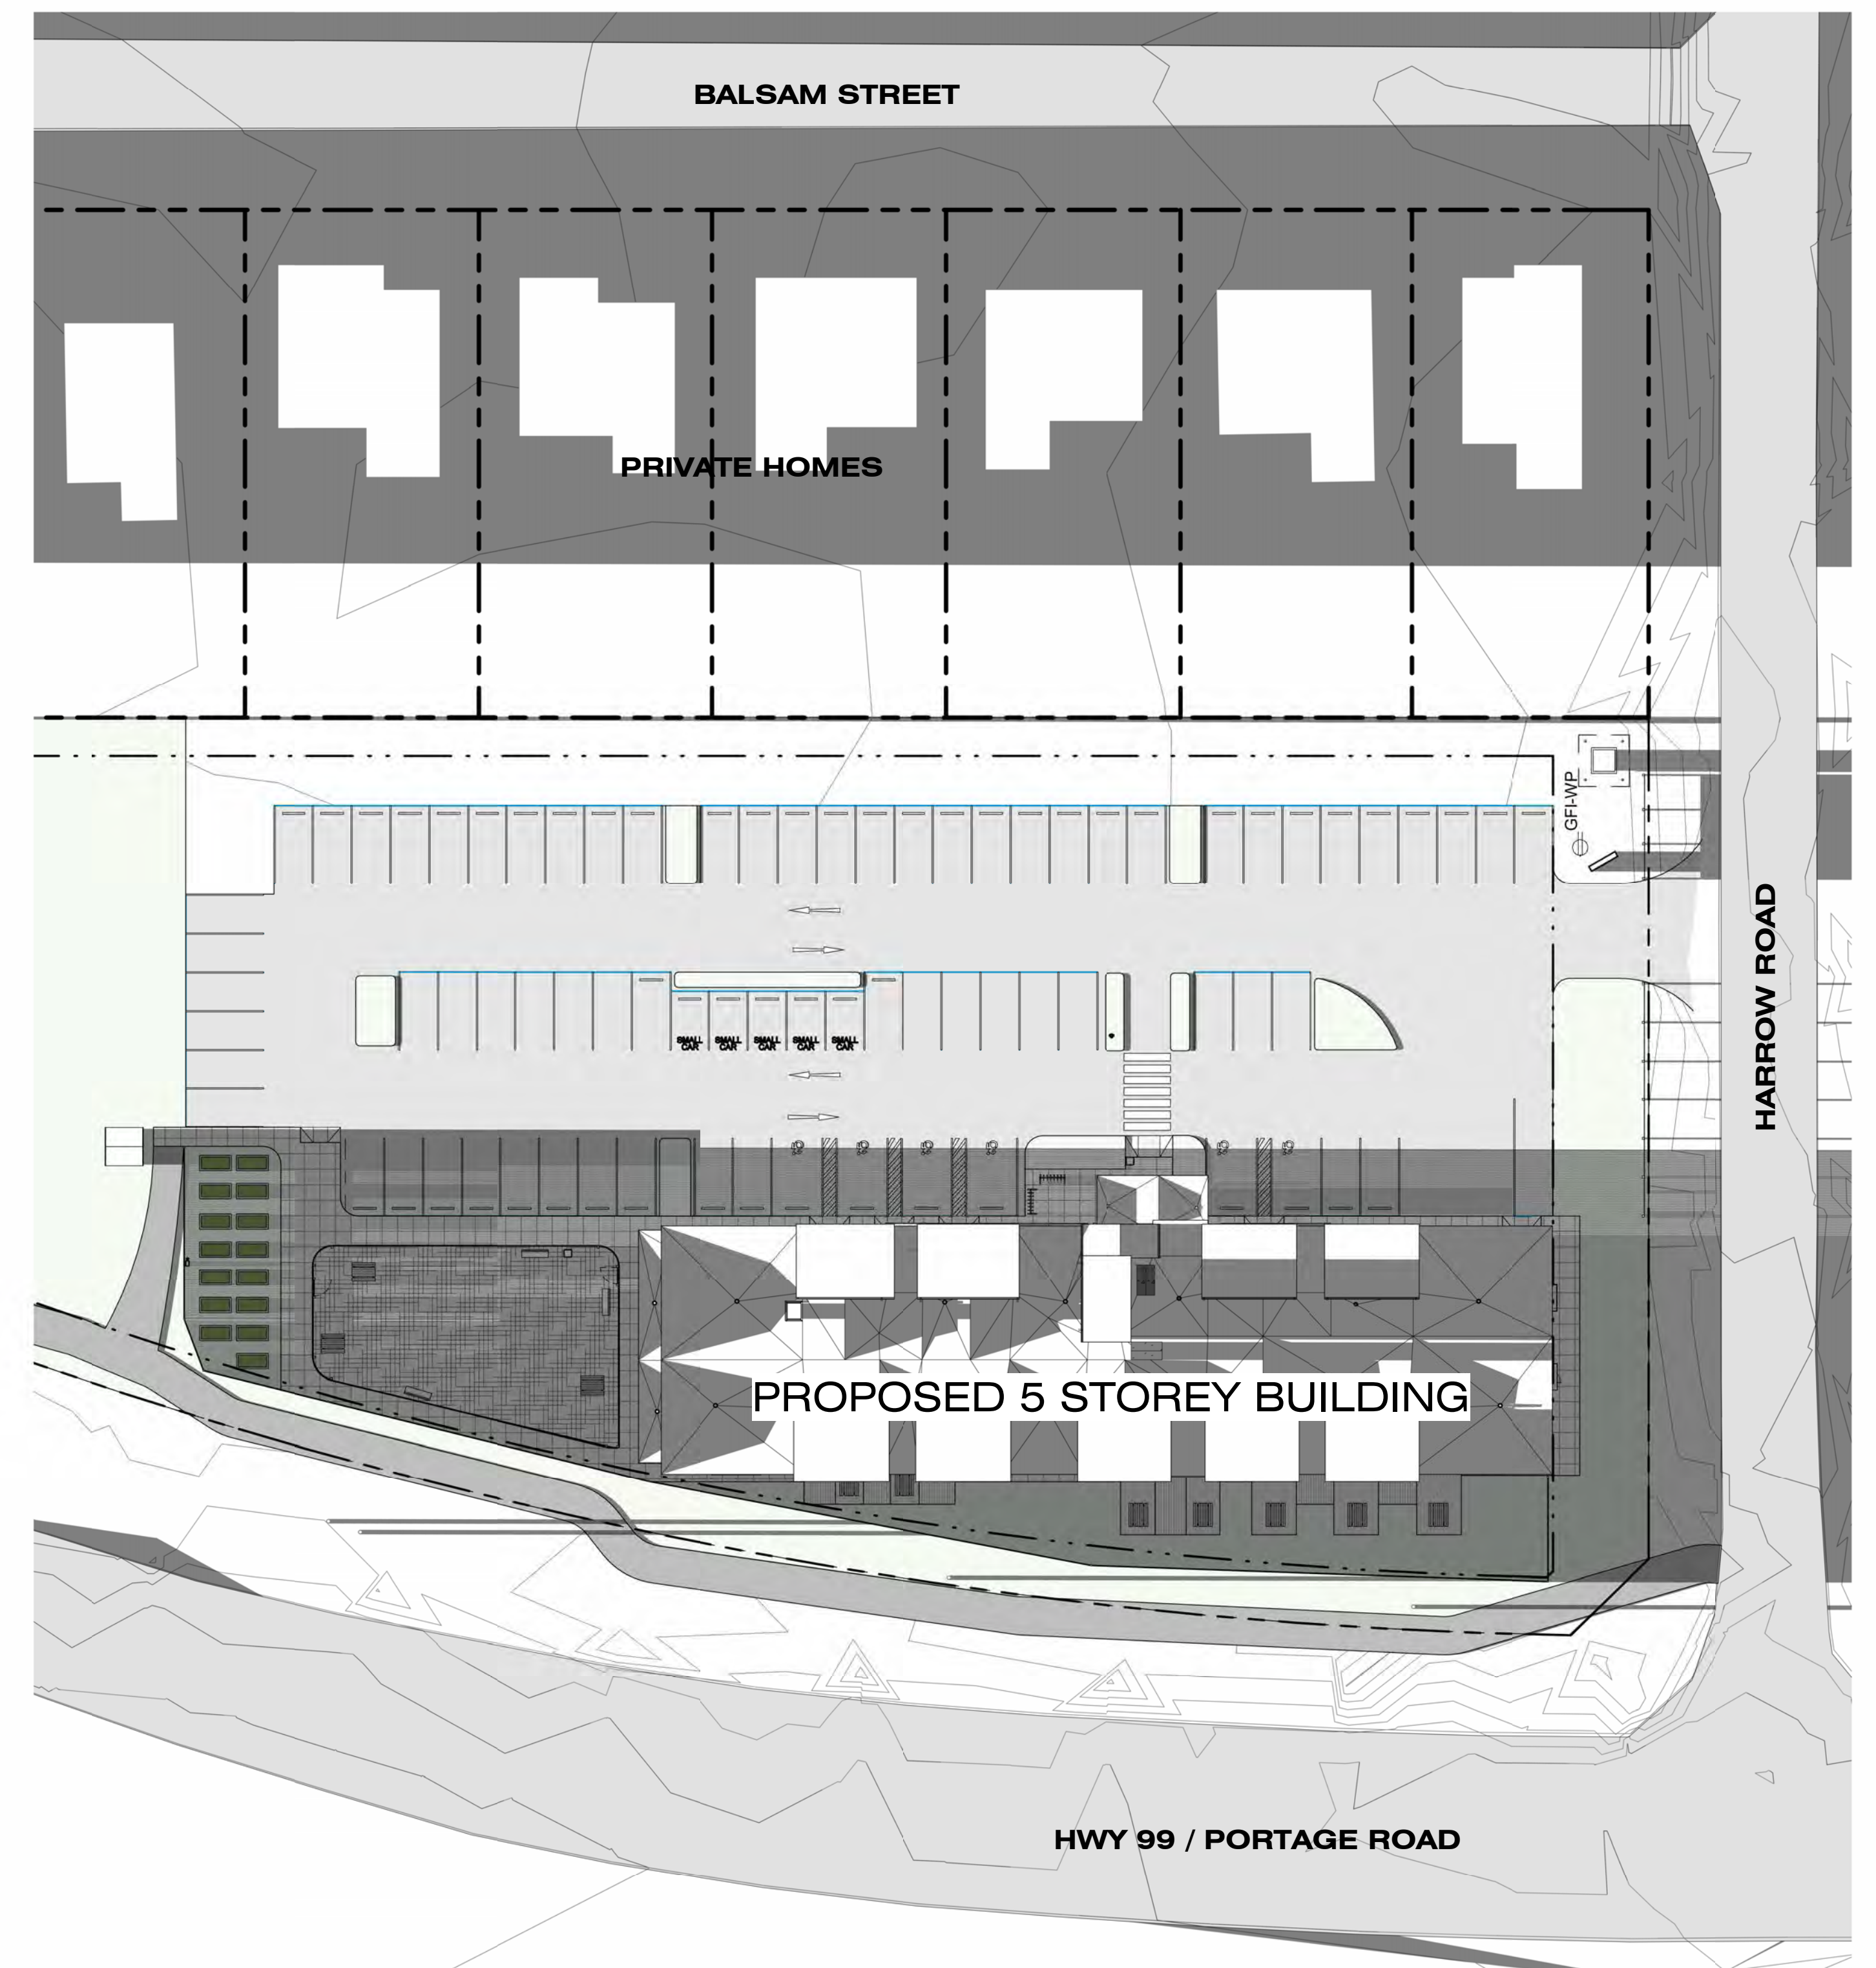 BALSAM STREET
PRIVATE HOMES
GFI-WP
HARROW ROAD
SMALL CAR
SMALL CAR
SMALL CAR
SMALL CAR
SMALL CAR
PROPOSED 5 STOREY BUILDING
HWY 99 / PORTAGE ROAD